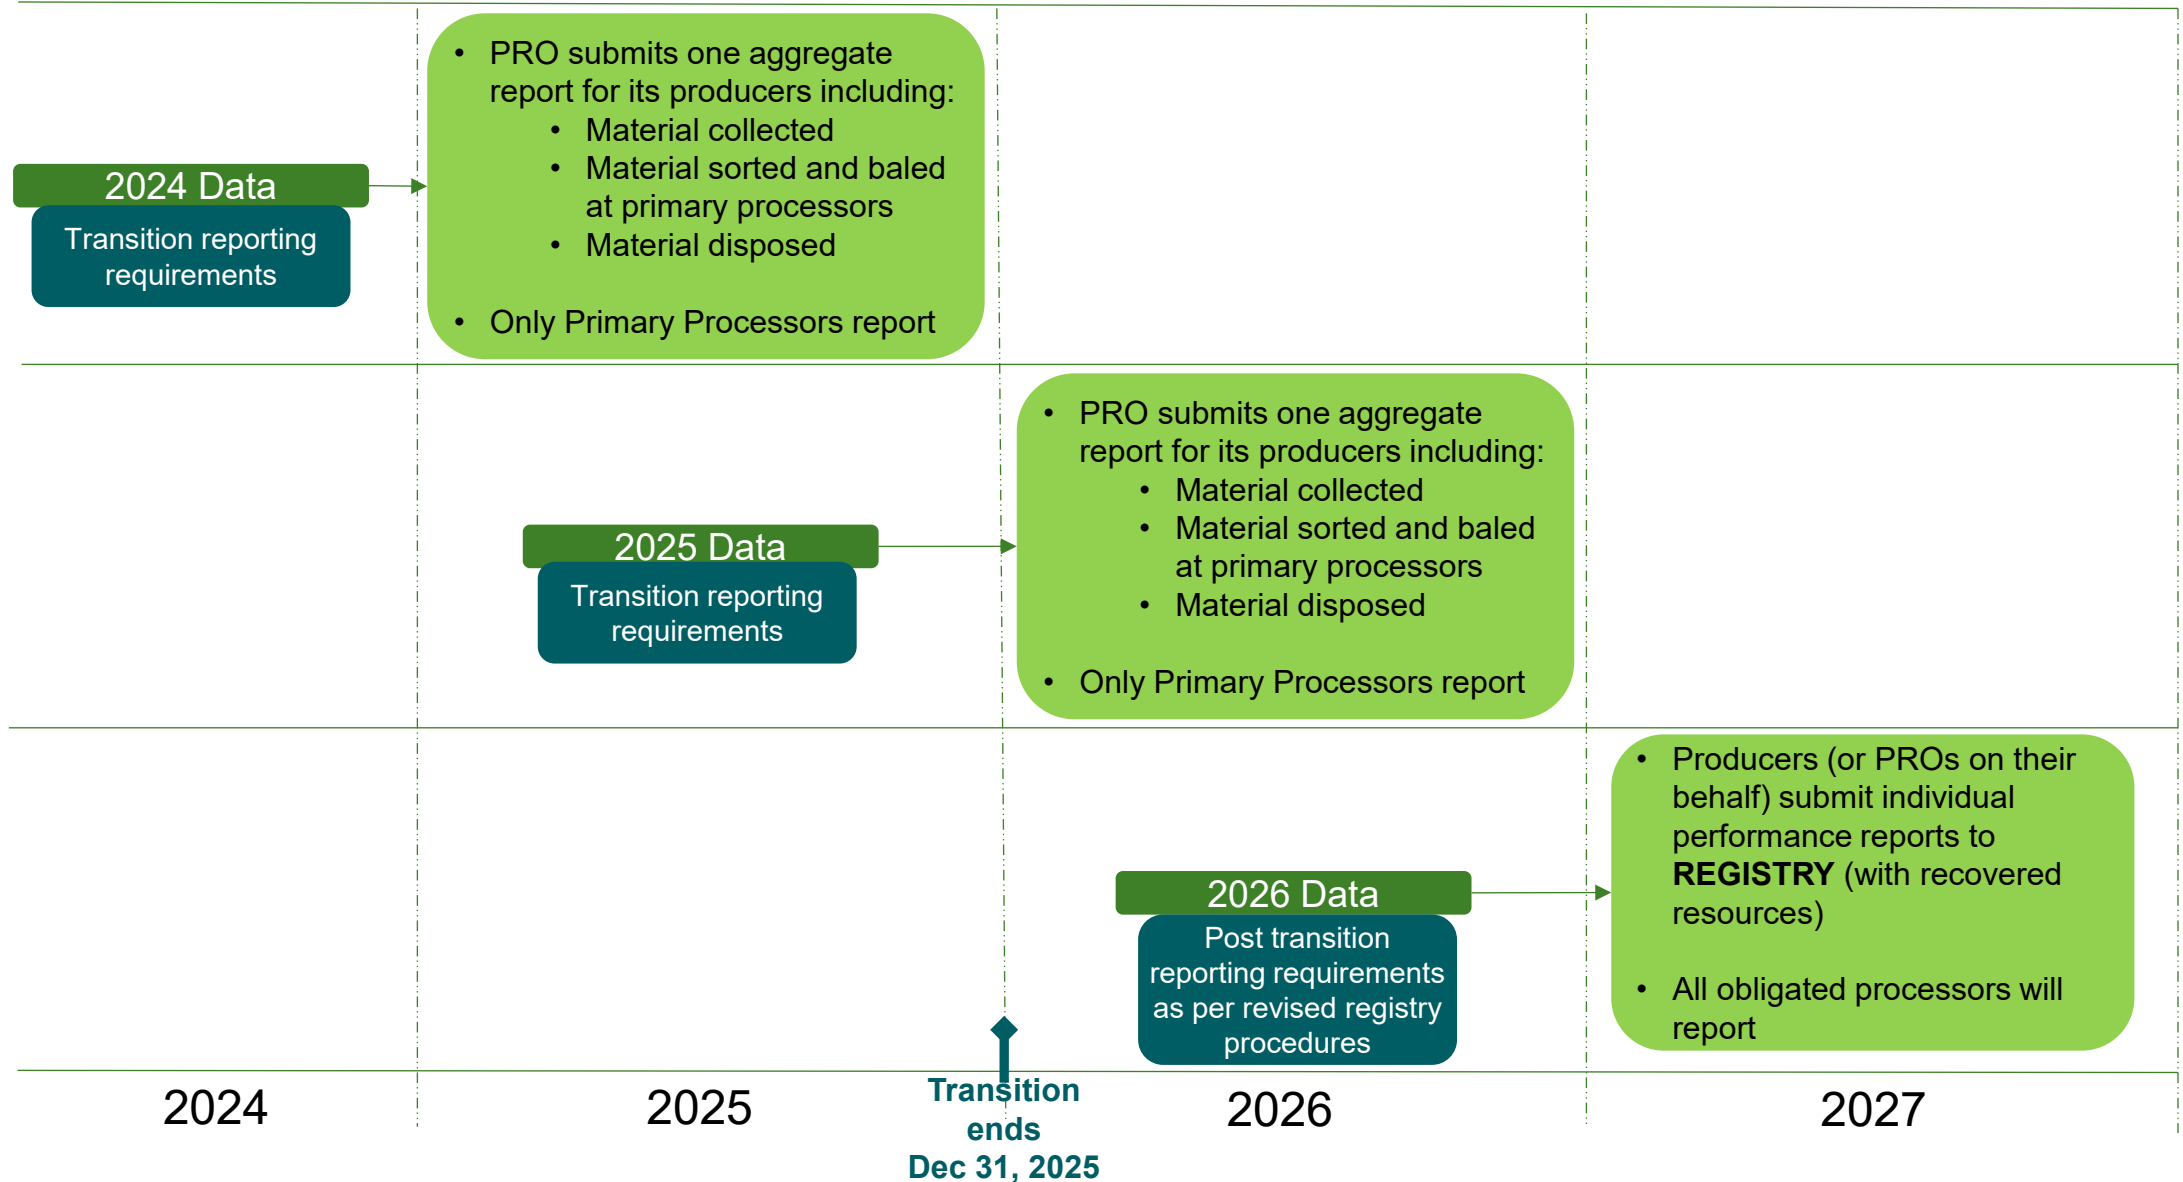 2024 Data
Transition reporting
requirements
• PRO submits one aggregate
report for its producers including:
• Material collected
• Material sorted and baled
at primary processors
• Material disposed
• Only Primary Processors report
2025 Data
Transition reporting
requirements
• PRO submits one aggregate
report for its producers including:
• Material collected
• Material sorted and baled
at primary processors
• Material disposed
• Only Primary Processors report
2026 Data
Post transition
reporting requirements
as per revised registry
procedures
• Producers (or PROs on their
behalf) submit individual
performance reports to
REGISTRY (with recovered
resources)
• All obligated processors will
report
2024
2025
Transition
ends
Dec 31, 2025
2026
2027